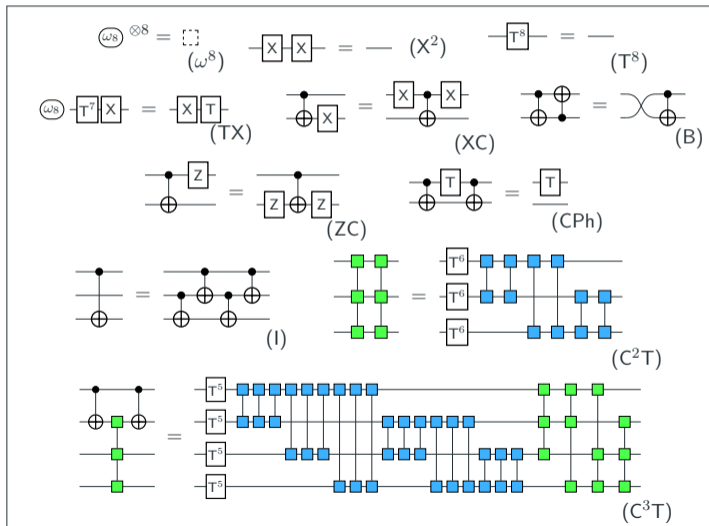 ω₈ ⊗8 = (ω⁸)
X X = (X²)
T⁸ = (T⁸)
ω₈ T⁷ X = X T (TX)
X = X X (XC)
= (B)
Z = Z Z (ZC)
T = T (CPh)
= (I)
= T⁶ T⁶ T⁶ (C²T)
= T⁵ T⁵ T⁵ T⁵ (C³T)